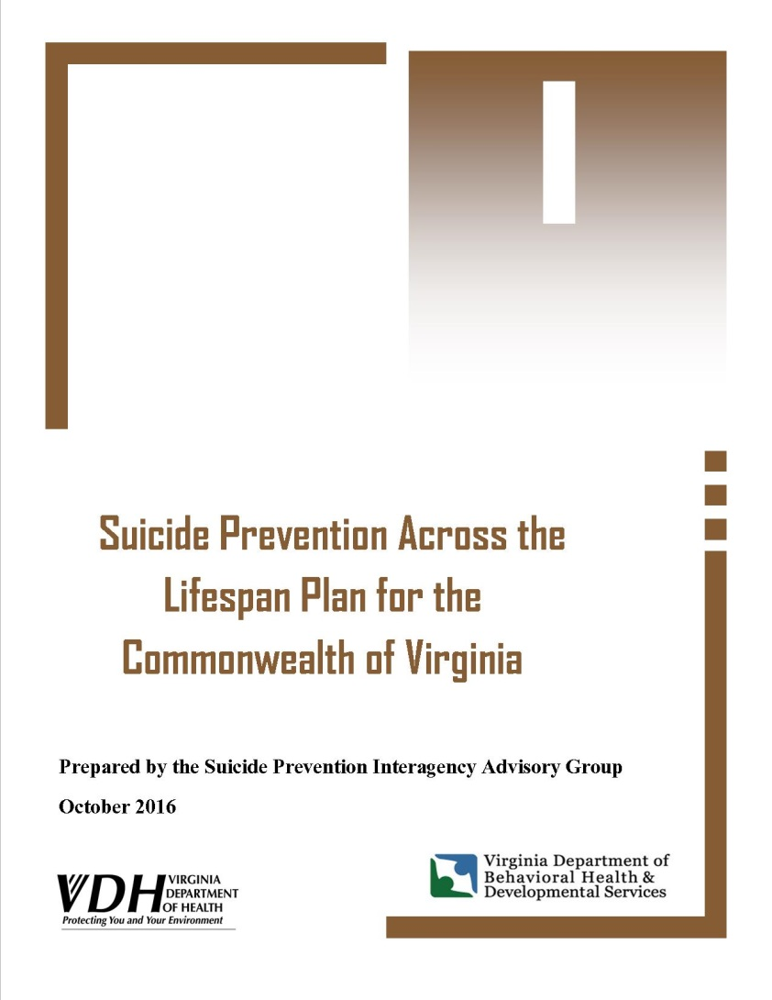 Suicide Prevention Across the
Lifespan Plan for the
Commonwealth of Virginia
Prepared by the Suicide Prevention Interagency Advisory Group
October 2016
VDH VIRGINIA
DEPARTMENT
OF HEALTH
Protecting You and Your Environment
Virginia Department of
Behavioral Health &
Developmental Services